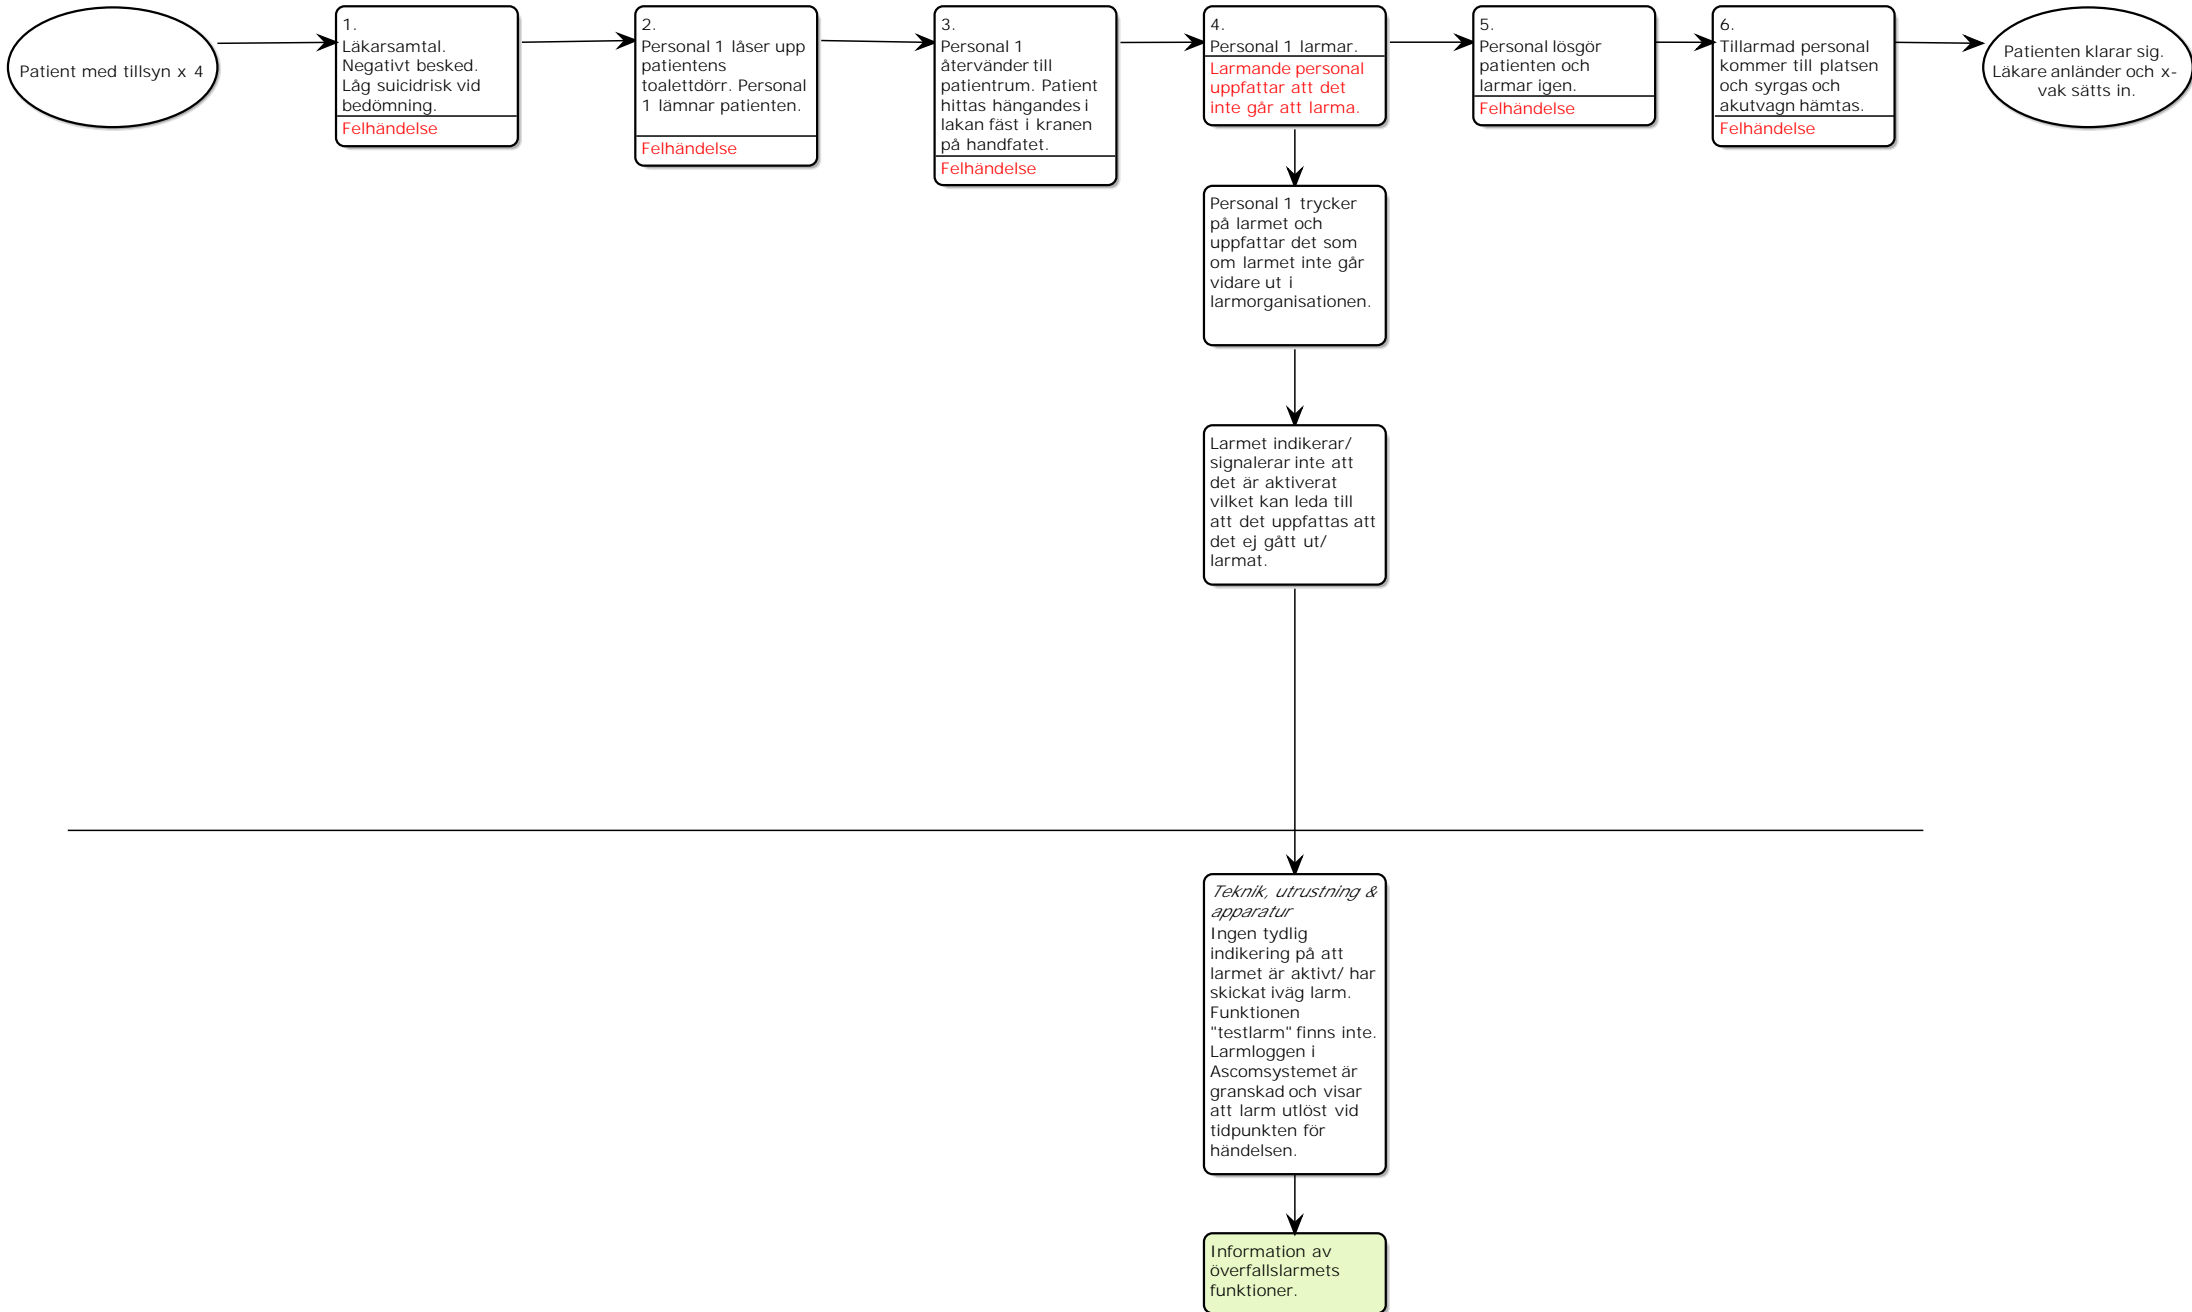 Patient med tillsyn x 4
1.
Läkarsamtal.
Negativt besked.
Låg suicidrisk vid
bedömning.
Felhändelse
2.
Personal 1 låser upp
patientens
toalettdörr. Personal
1 lämnar patienten.
Felhändelse
3.
Personal 1
återvänder till
patientrum. Patient
hittas hängandes i
lakan fäst i kranen
på handfatet.
Felhändelse
4.
Personal 1 larmar.
Larmande personal
uppfattar att det
inte går att larma.
5.
Personal lösgör
patienten och
larmar igen.
Felhändelse
6.
Tillarmad personal
kommer till platsen
och syrgas och
akutvagn hämtas.
Felhändelse
Patienten klarar sig.
Läkare anländer och x-
vak sätts in.
Personal 1 trycker
på larmet och
uppfattar det som
om larmet inte går
vidare ut i
larmorganisationen.
Larmet indikerar/
signalerar inte att
det är aktiverat
vilket kan leda till
att det uppfattas att
det ej gått ut/
larmat.
Teknik, utrustning &
apparatur
Ingen tydlig
indikering på att
larmet är aktivt/ har
skickat iväg larm.
Funktionen
"testlarm" finns inte.
Larmloggen i
Ascomsystemet är
granskad och visar
att larm utlöst vid
tidpunkten för
händelsen.
Information av
överfallslarmets
funktioner.